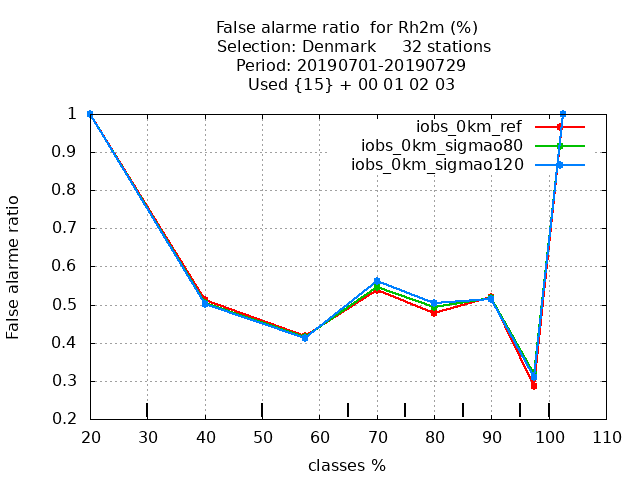 False alarme ratio for Rh2m (%)
Selection: Denmark 32 stations
Period: 20190701-20190729
Used {15} + 00 01 02 03
iobs_0km_ref
iobs_0km_sigmao80
iobs_0km_sigmao120
False alarme ratio
1
0.9
0.8
0.7
0.6
0.5
0.4
0.3
0.2
20 30 40 50 60 70 80 90 100 110
classes %